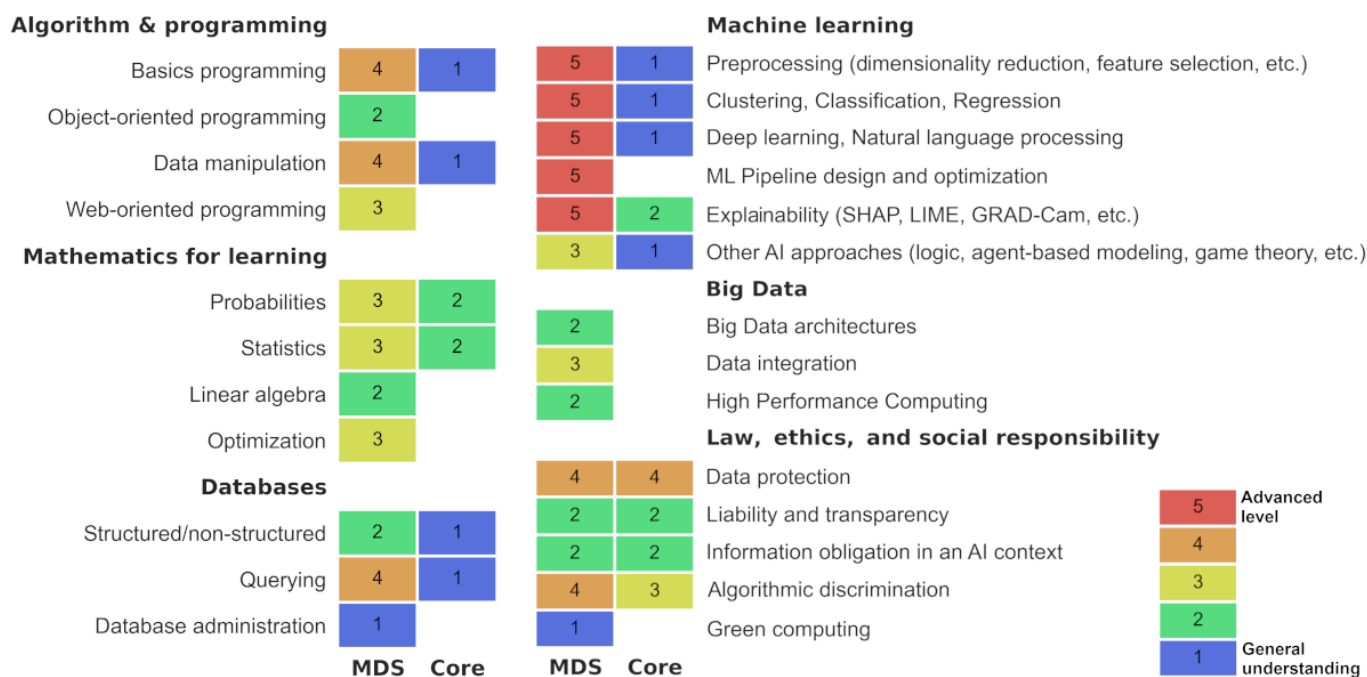 Algorithm & programming
Basics programming 4 1
Object-oriented programming 2
Data manipulation 4 1
Web-oriented programming 3
Mathematics for learning
Probabilities 3 2
Statistics 3 2
Linear algebra 2
Optimization 3
Databases
Structured/non-structured 2 1
Querying 4 1
Database administration 1
MDS Core
Machine learning
5 1 Preprocessing (dimensionality reduction, feature selection, etc.)
5 1 Clustering, Classification, Regression
5 1 Deep learning, Natural language processing
5 ML Pipeline design and optimization
5 2 Explainability (SHAP, LIME, GRAD-Cam, etc.)
3 1 Other AI approaches (logic, agent-based modeling, game theory, etc.)
Big Data
2 Big Data architectures
3 Data integration
2 High Performance Computing
Law, ethics, and social responsibility
4 4 Data protection
2 2 Liability and transparency
2 2 Information obligation in an AI context
4 3 Algorithmic discrimination
1 Green computing
MDS Core
5 Advanced
level
4
3
2
1 General
understanding